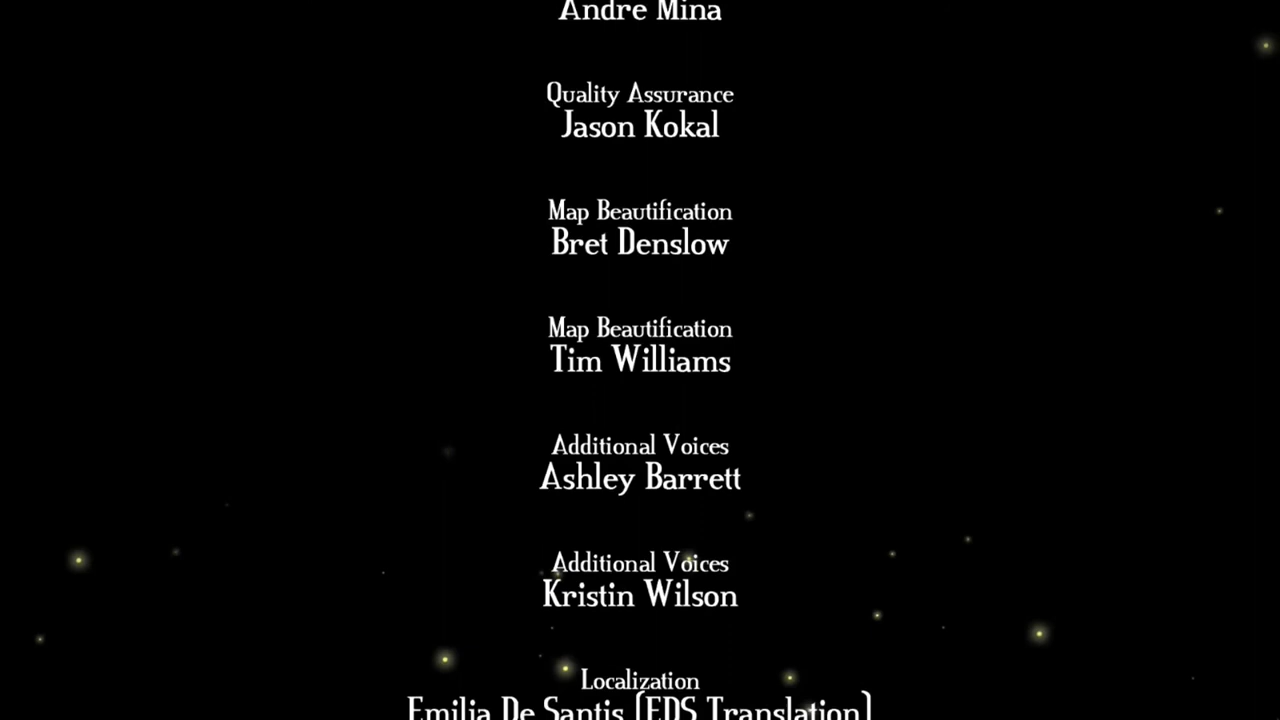 Andre Mina
Quality Assurance
Jason Kokal
Map Beautification
Bret Denslow
Map Beautification
Tim Williams
Additional Voices
Ashley Barrett
Additional Voices
Kristin Wilson
Localization
Emilia De Santis (EDS Translation)